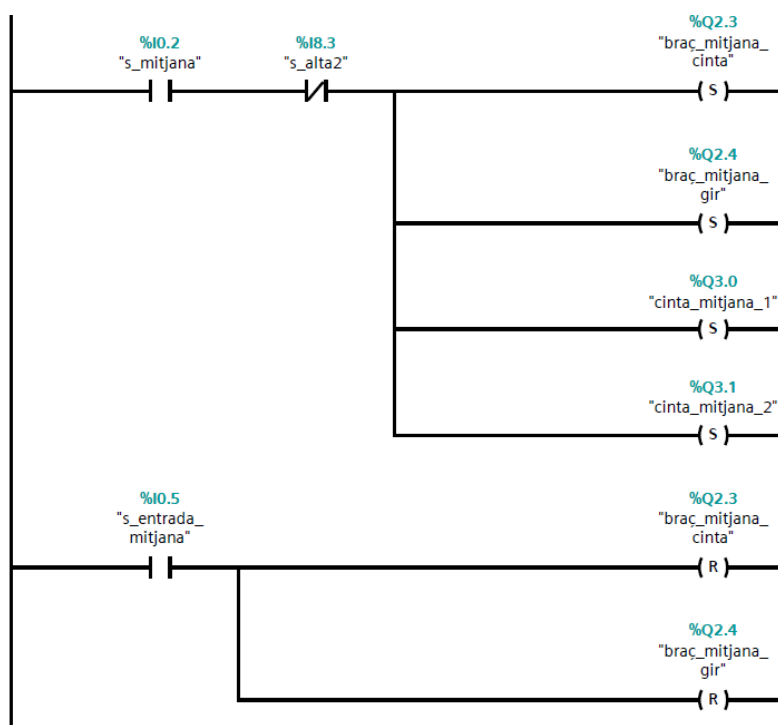 %I0.2
"s_mitjana"
%I8.3
"s_alta2"
%Q2.3
"braç_mitjana_
cinta"
S
%Q2.4
"braç_mitjana_
gir"
S
%Q3.0
"cinta_mitjana_1"
S
%Q3.1
"cinta_mitjana_2"
S
%I0.5
"s_entrada_
mitjana"
%Q2.3
"braç_mitjana_
cinta"
R
%Q2.4
"braç_mitjana_
gir"
R